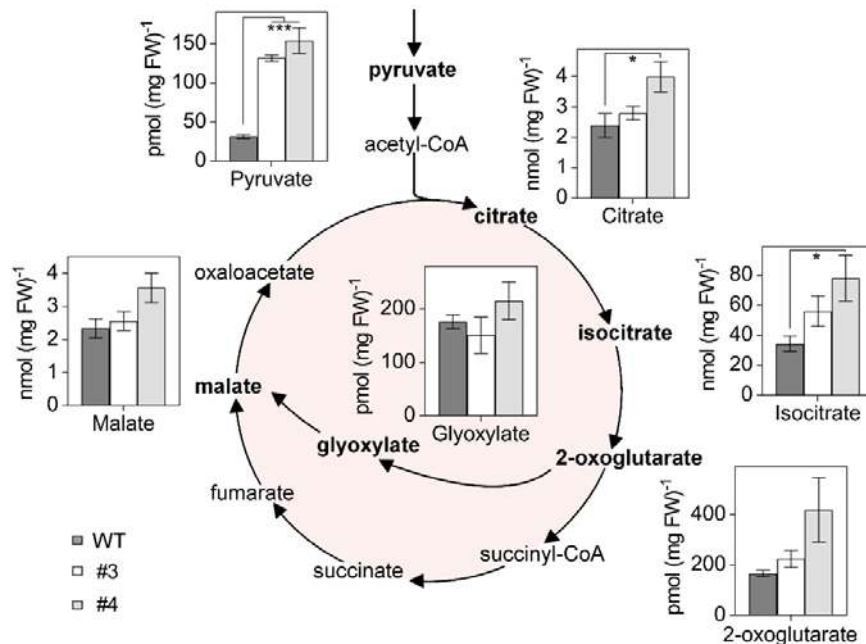 pmol (mg FW)-1
150
100
50
0
***
Pyruvate
pyruvate
acetyl-CoA
nmol (mg FW)-1
4
2
0
*
Citrate
citrate
nmol (mg FW)-1
4
3
2
1
0
Malate
oxaloacetate
pmol (mg FW)-1
200
100
0
Glyoxylate
isocitrate
nmol (mg FW)-1
80
60
40
20
0
*
Isocitrate
malate
glyoxylate
2-oxoglutarate
fumarate
succinyl-CoA
succinate
pmol (mg FW)-1
400
200
0
2-oxoglutarate
WT
#3
#4